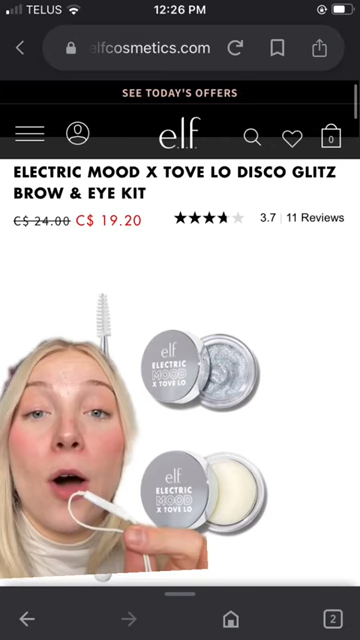 TELUS
12:26 PM
elfcosmetics.com
SEE TODAY'S OFFERS
e.l.f.
0
ELECTRIC MOOD X TOVE LO DISCO GLITZ
BROW & EYE KIT
C$ 24.00 C$ 19.20
3.7 | 11 Reviews
elf
ELECTRIC
MOOD
X TOVE LO
elf
ELECTRIC
MOOD
X TOVE LO
2